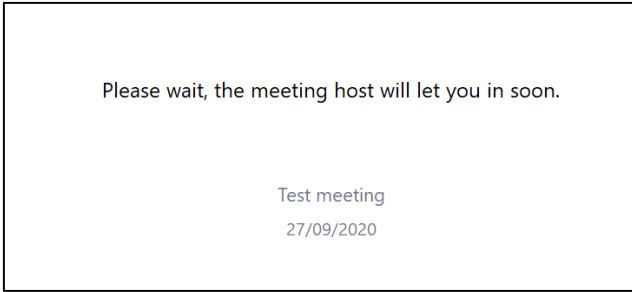 Please wait, the meeting host will let you in soon.
Test meeting
27/09/2020